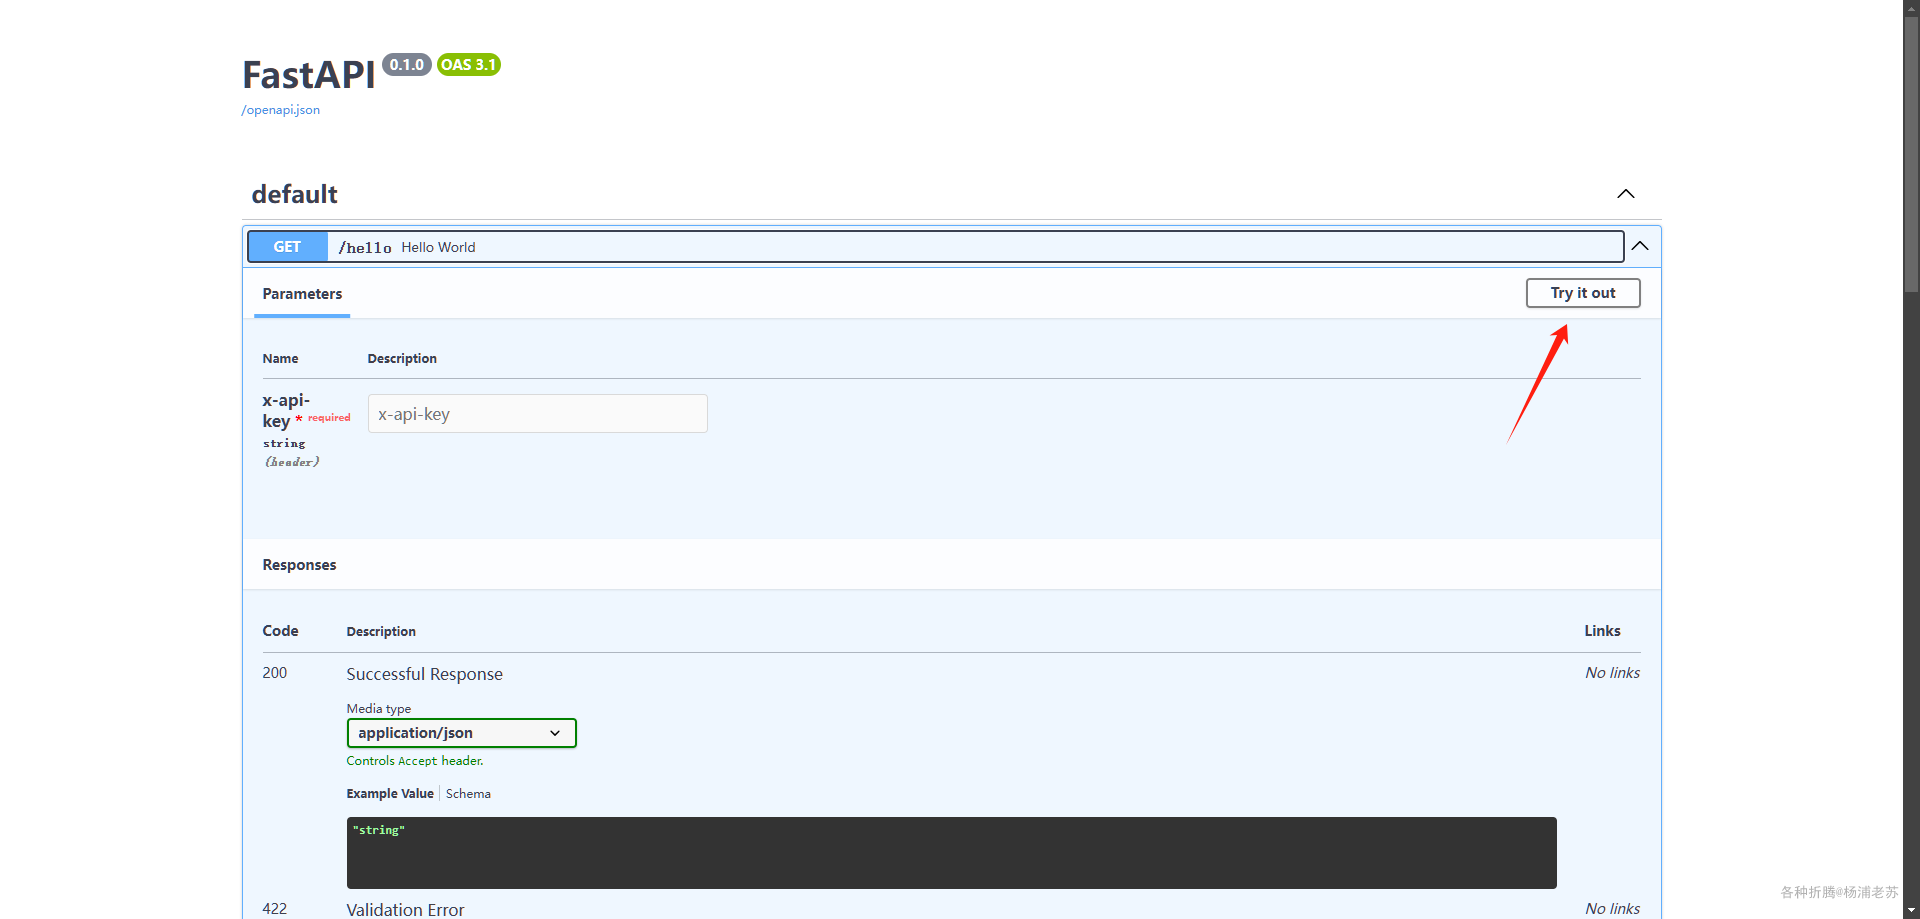 FastAPI 0.1.0 OAS 3.1
/openapi.json
default
GET /hello Hello World
Parameters Try it out
Name Description
x-api-
key * required
x-api-key
string
(header)
Responses
Code Description Links
200 Successful Response No links
Media type
application/json
Controls Accept header.
Example Value Schema
"string"
422 Validation Error No links
各种折腾@杨浦老苏